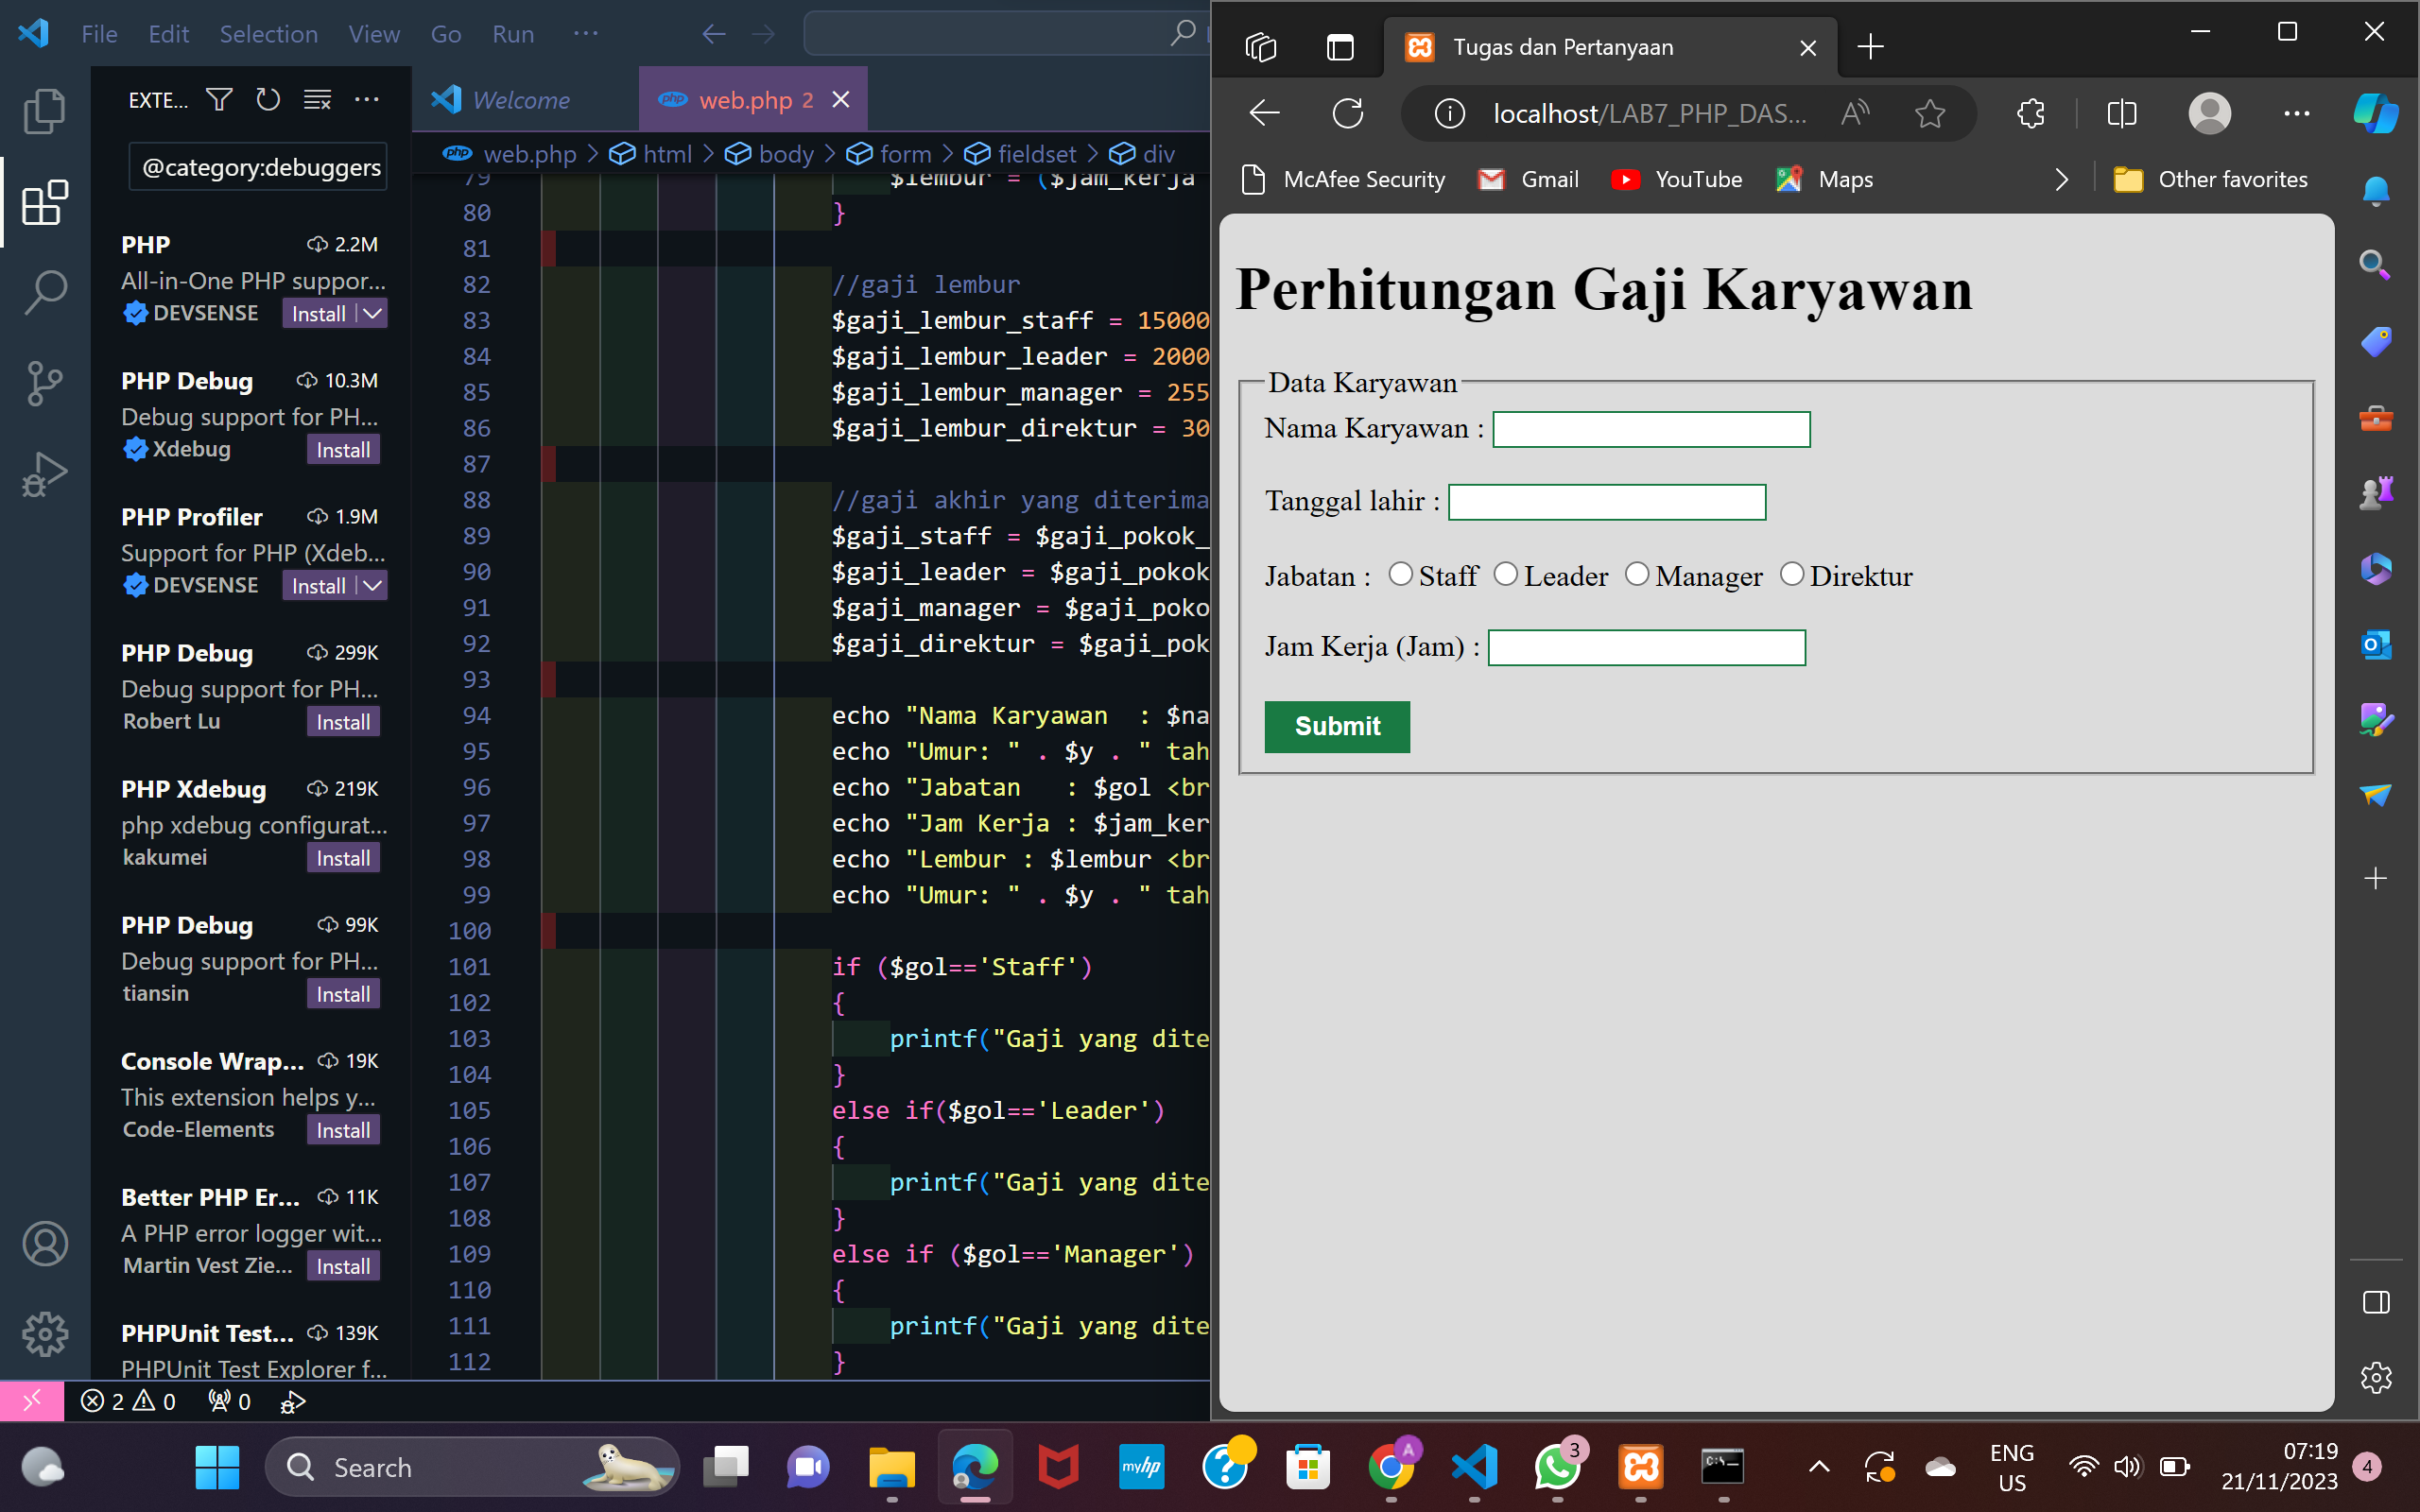 File Edit Selection View Go Run ...
EXTE...
@category:debuggers
PHP 2.2M
All-in-One PHP suppor...
DEVSENSE Install
PHP Debug 10.3M
Debug support for PH...
Xdebug Install
PHP Profiler 1.9M
Support for PHP (Xdeb...
DEVSENSE Install
PHP Debug 299K
Debug support for PH...
Robert Lu Install
PHP Xdebug 219K
php xdebug configurat...
kakumei Install
PHP Debug 99K
Debug support for PH...
tiansin Install
Console Wrap... 19K
This extension helps y...
Code-Elements Install
Better PHP Er... 11K
A PHP error logger wit...
Martin Vest Zie... Install
PHPUnit Test... 139K
PHPUnit Test Explorer f...
Welcome
php web.php 2
php web.php > html > body > form > fieldset > div
79 $lembur = ($jam_kerja
80 }
81
82 //gaji lembur
83 $gaji_lembur_staff = 15000
84 $gaji_lembur_leader = 2000
85 $gaji_lembur_manager = 255
86 $gaji_lembur_direktur = 30
87
88 //gaji akhir yang diterima
89 $gaji_staff = $gaji_pokok_
90 $gaji_leader = $gaji_pokok
91 $gaji_manager = $gaji_poko
92 $gaji_direktur = $gaji_pok
93
94 echo "Nama Karyawan  : $na
95 echo "Umur: " . $y . " tah
96 echo "Jabatan   : $gol <br
97 echo "Jam Kerja : $jam_ker
98 echo "Lembur : $lembur <br
99 echo "Umur: " . $y . " tah
100
101 if ($gol=='Staff')
102 {
103 printf("Gaji yang dite
104 }
105 else if($gol=='Leader')
106 {
107 printf("Gaji yang dite
108 }
109 else if ($gol=='Manager')
110 {
111 printf("Gaji yang dite
112 }
2 0 0
Tugas dan Pertanyaan
localhost/LAB7_PHP_DAS...
McAfee Security Gmail YouTube Maps Other favorites
Perhitungan Gaji Karyawan
Data Karyawan
Nama Karyawan :
Tanggal lahir :
Jabatan : Staff Leader Manager Direktur
Jam Kerja (Jam) :
Submit
Search
myhp
A
3
C:\
ENG
US
07:19
21/11/2023
4